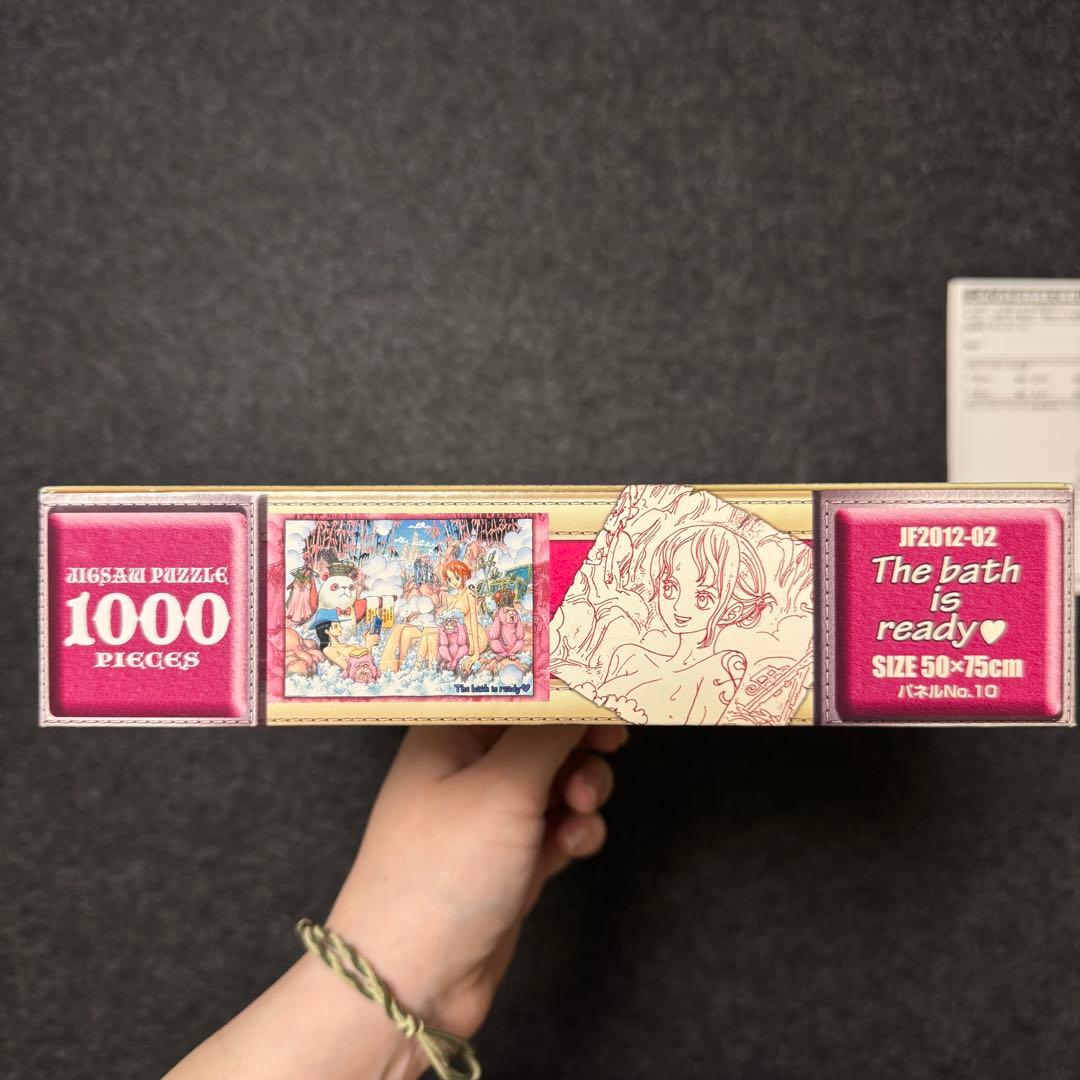 JIGSAW PUZZLE
1000
PIECES
The bath is ready♥
JF2012-02
The bath
is
ready♥
SIZE 50×75cm
パネルNo.10